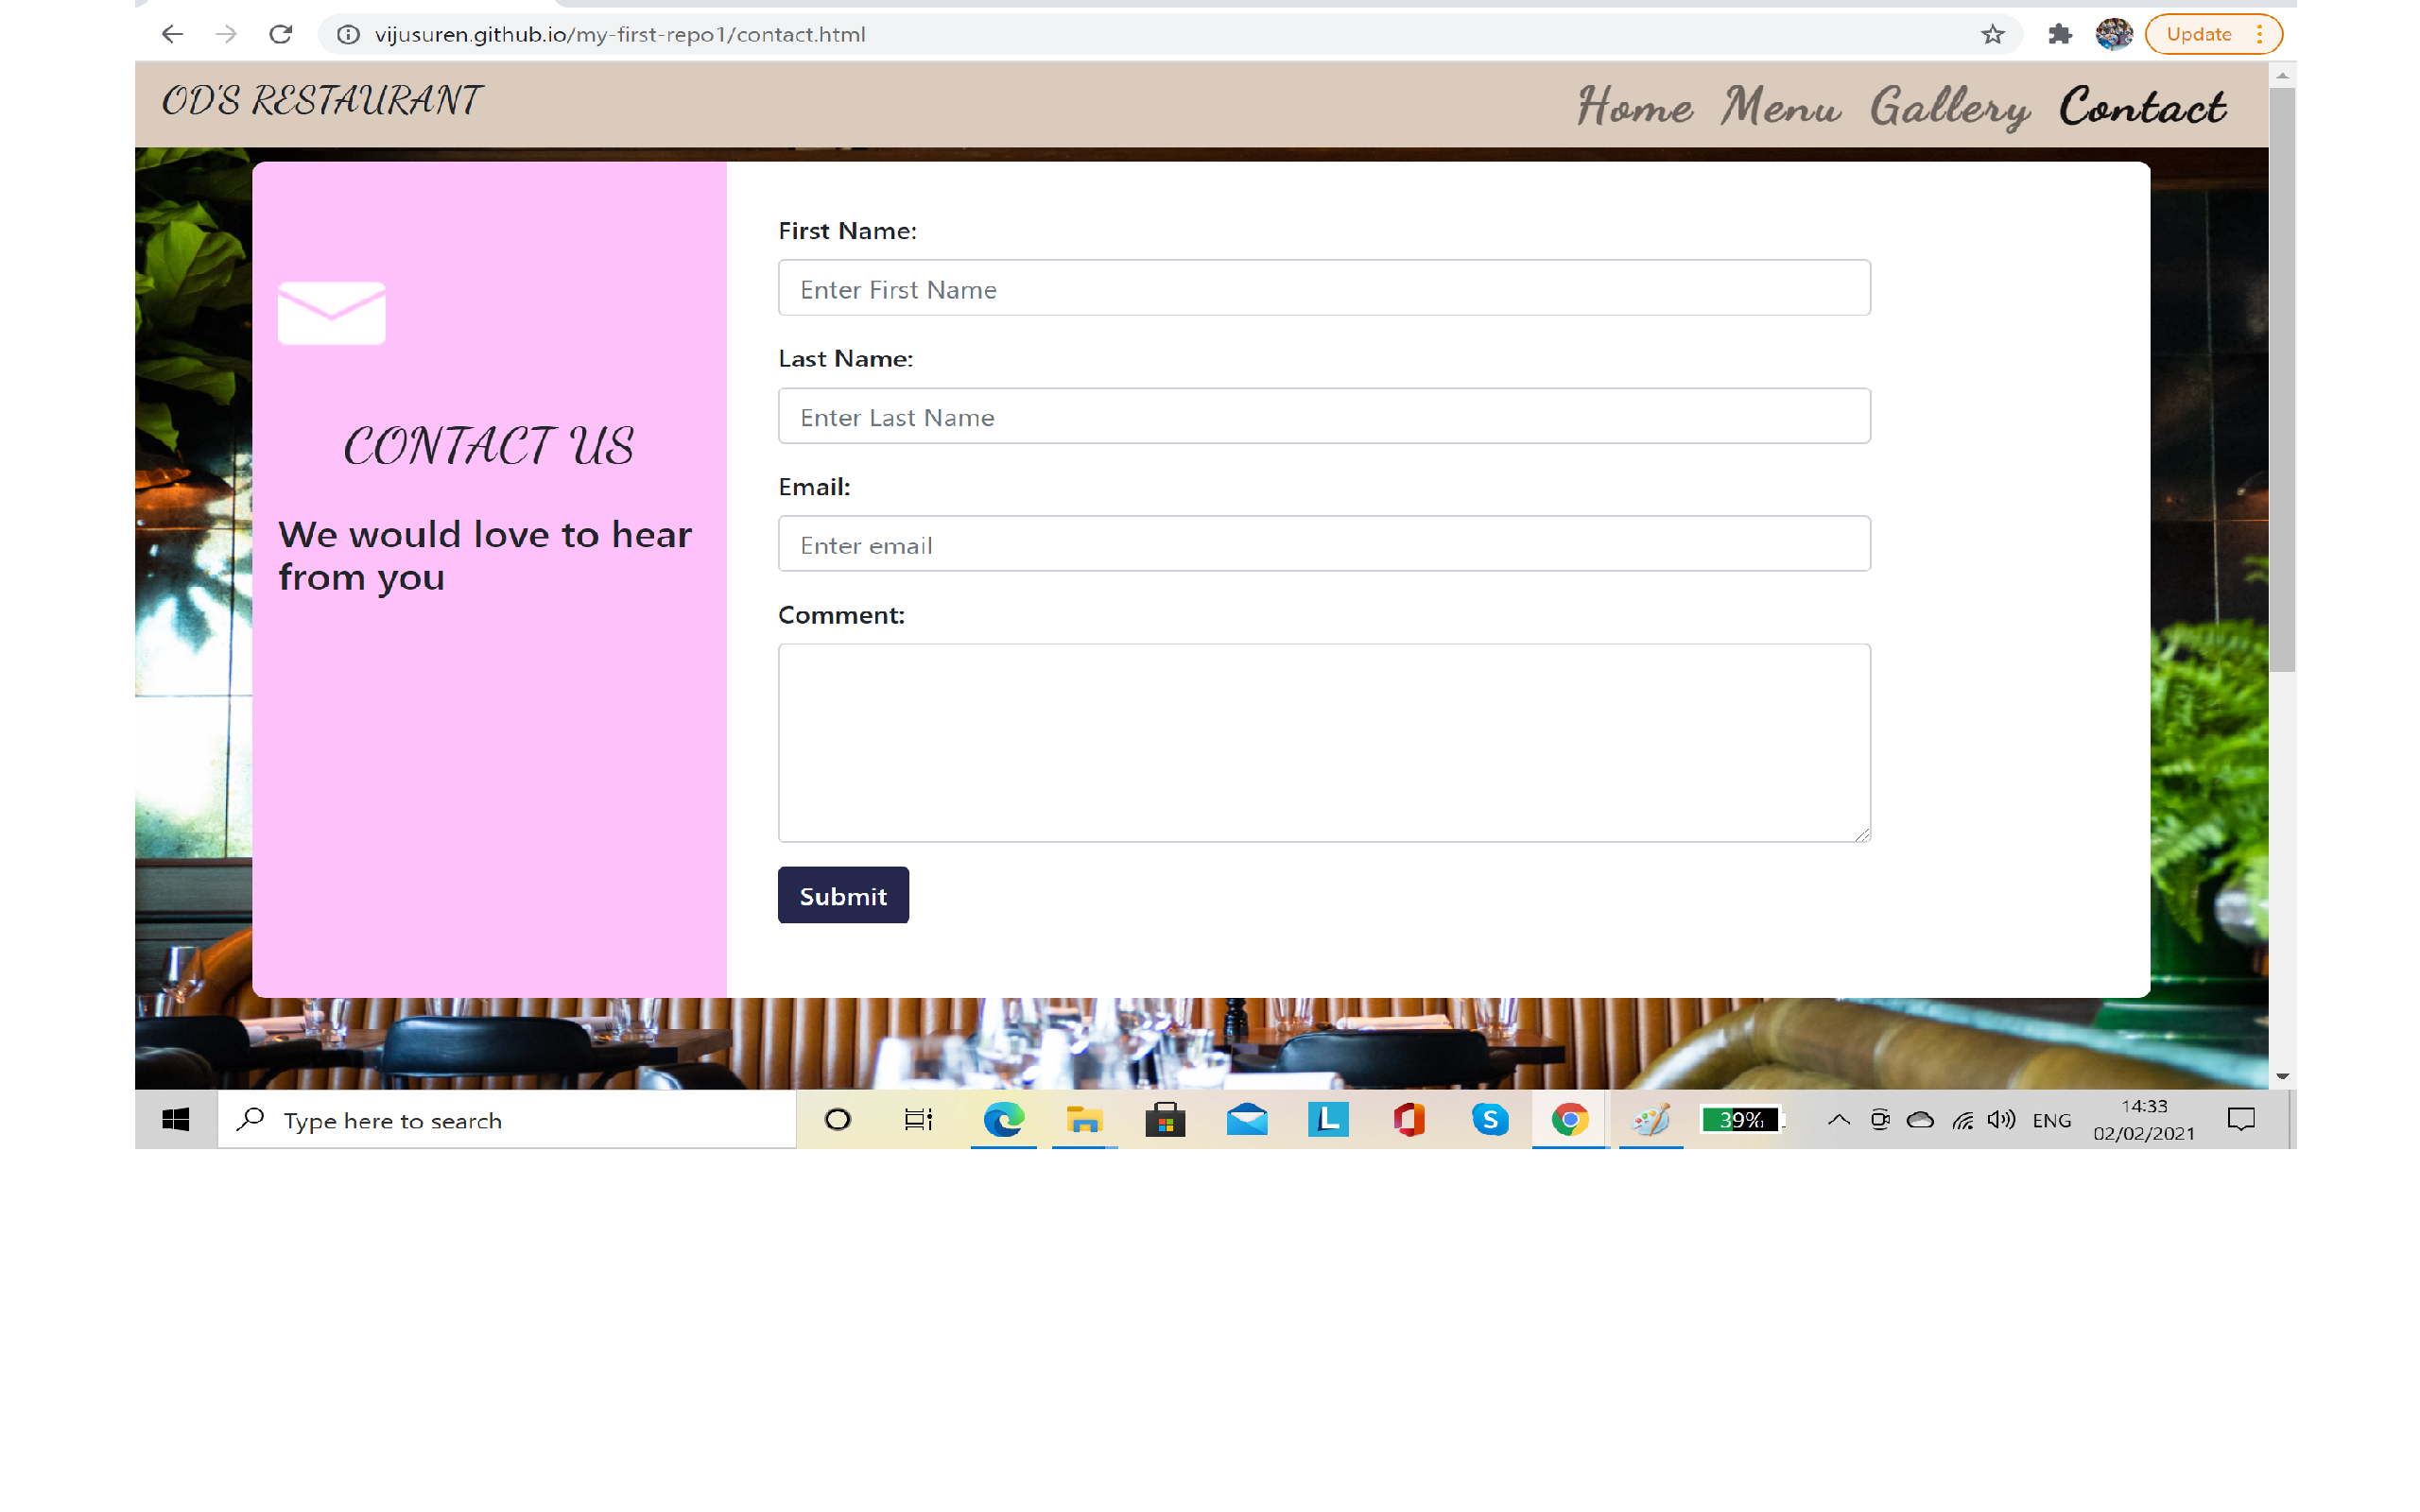 vijusuren.github.io/my-first-repo1/contact.html
Update
OD'S RESTAURANT
Home Menu Gallery Contact
CONTACT US
We would love to hear
from you
First Name:
Enter First Name
Last Name:
Enter Last Name
Email:
Enter email
Comment:
Submit
Type here to search
L
S
39%
ENG
14:33
02/02/2021